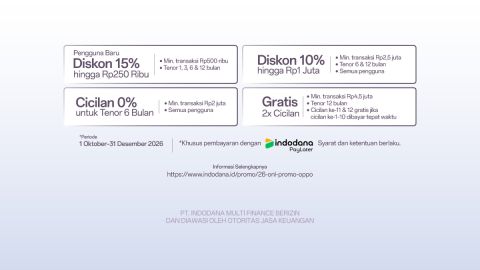 Pengguna Baru
Diskon 15%
hingga Rp250 Ribu
• Min. transaksi Rp500 ribu
• Tenor 1, 3, 6 & 12 bulan
Diskon 10%
hingga Rp1 Juta
• Min. transaksi Rp2,5 juta
• Tenor 6 & 12 bulan
• Semua pengguna
Cicilan 0%
untuk Tenor 6 Bulan
• Min. transaksi Rp2 juta
• Semua pengguna
Gratis
2x Cicilan
• Min. transaksi Rp4,5 juta
• Tenor 12 bulan
• Cicilan ke-11 & 12 gratis jika
cicilan ke-1-10 dibayar tepat waktu
*Periode
1 Oktober-31 Desember 2026
*Khusus pembayaran dengan indodana PayLater Syarat dan ketentuan berlaku.
Informasi Selengkapnya
https://www.indodana.id/promo/26-onl-promo-oppo
PT. INDODANA MULTI FINANCE BERIZIN
DAN DIAWASI OLEH OTORITAS JASA KEUANGAN